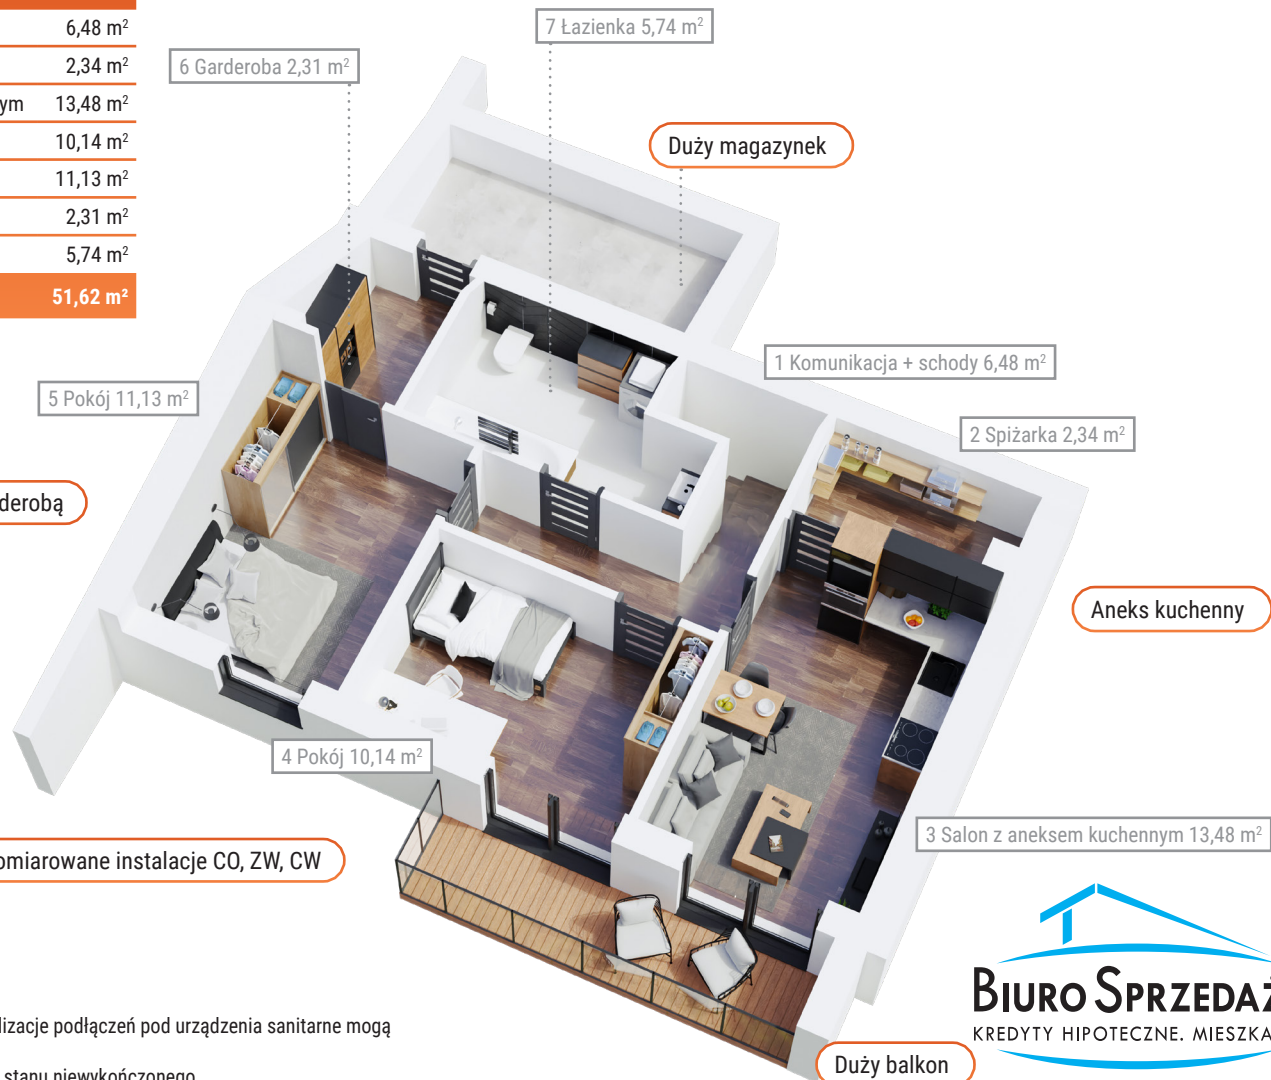 6,48 m²
2,34 m²
ym 13,48 m²
10,14 m²
11,13 m²
2,31 m²
5,74 m²
51,62 m²
7 Łazienka 5,74 m²
6 Garderoba 2,31 m²
Duży magazynek
1 Komunikacja + schody 6,48 m²
5 Pokój 11,13 m²
2 Spiżarka 2,34 m²
derobą
Aneks kuchenny
4 Pokój 10,14 m²
3 Salon z aneksem kuchennym 13,48 m²
omiarowane instalacje CO, ZW, CW
BIURO SPRZEDAŻ
KREDYTY HIPOTECZNE. MIESZKA
lizacje podłączeń pod urządzenia sanitarne mogą
stanu niewykończonego
Duży balkon